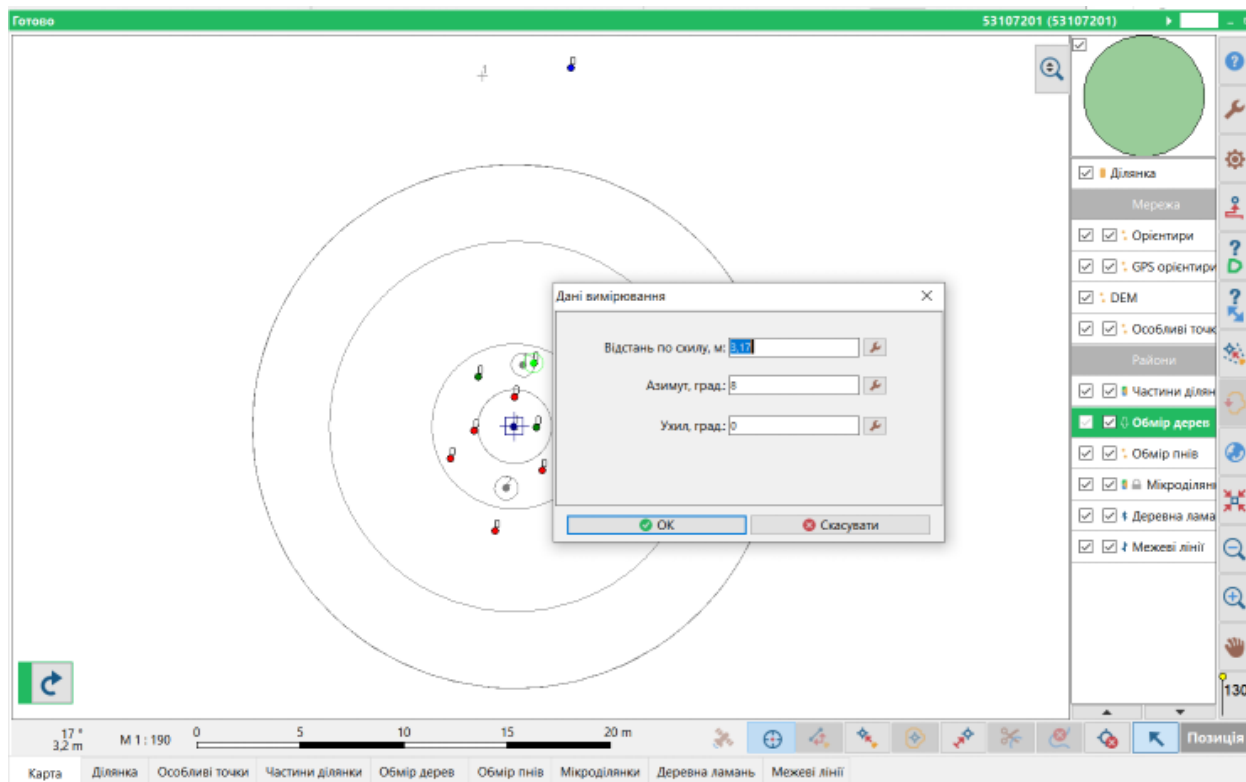 Готово
53107201 (53107201)
1
Ділянка
Мережа
Орієнтири
GPS орієнтири
DEM
Особливі точк
Райони
Частини ділян
Обмір дерев
Обмір пнів
Мікроділян
Деревна лама
Межеві лінії
Дані вимірювання
Відстань по схилу, м: 3,17
Азимут, град.: 8
Ухил, град.: 0
ОК
Скасувати
130
17 °
3,2 m
М 1 : 190
0 5 10 15 20 m
Позиція
Карта Ділянка Особливі точки Частини ділянки Обмір дерев Обмір пнів Мікроділянки Деревна ламань Межеві лінії